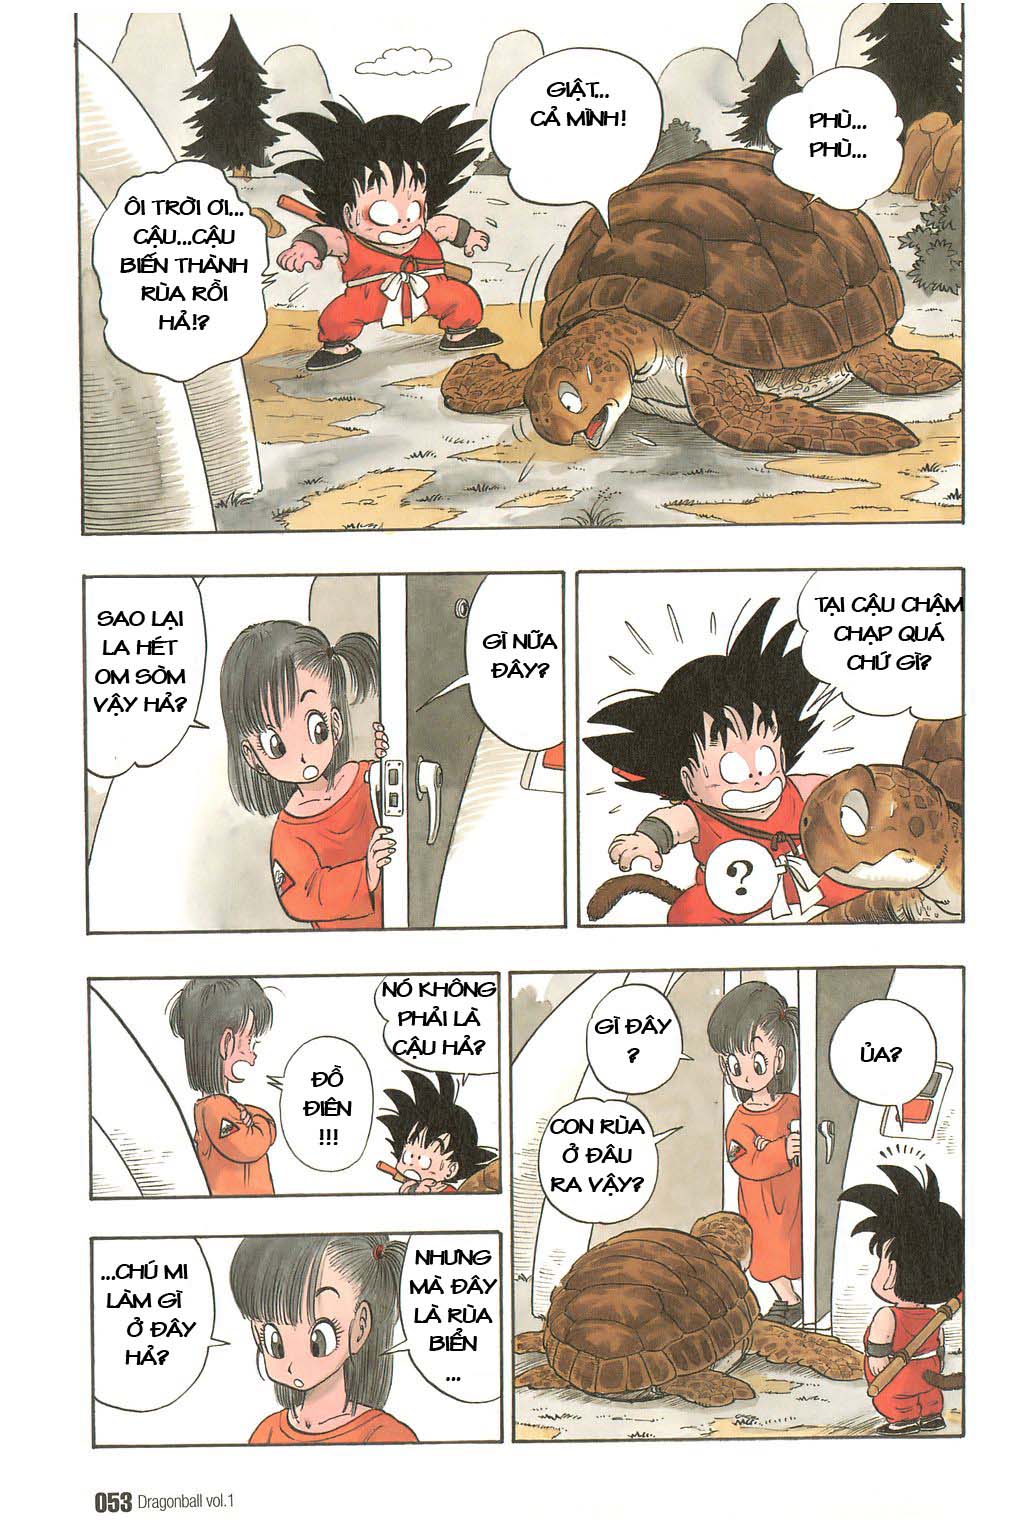 PHÙ...
PHÙ...
GIẬT...
CẢ MÌNH!
ÔI TRỜI ƠI...
CẬU...CẬU
BIẾN THÀNH
RÙA RỒI
HẢ!?
TẠI CẬU CHẬM
CHẠP QUÁ
CHỨ GÌ?
?
GÌ NỮA
ĐÂY?
SAO LẠI
LA HÉT
OM SÒM
VẬY HẢ?
ỦA?
GÌ ĐÂY
?
CON RÙA
Ở ĐÂU
RA VẬY?
NÓ KHÔNG
PHẢI LÀ
CẬU HẢ?
ĐỒ
ĐIÊN
!!!
NHƯNG
MÀ ĐÂY
LÀ RÙA
BIỂN
...
...CHÚ MI
LÀM GÌ
Ở ĐÂY
HẢ?
053 Dragonball vol.1